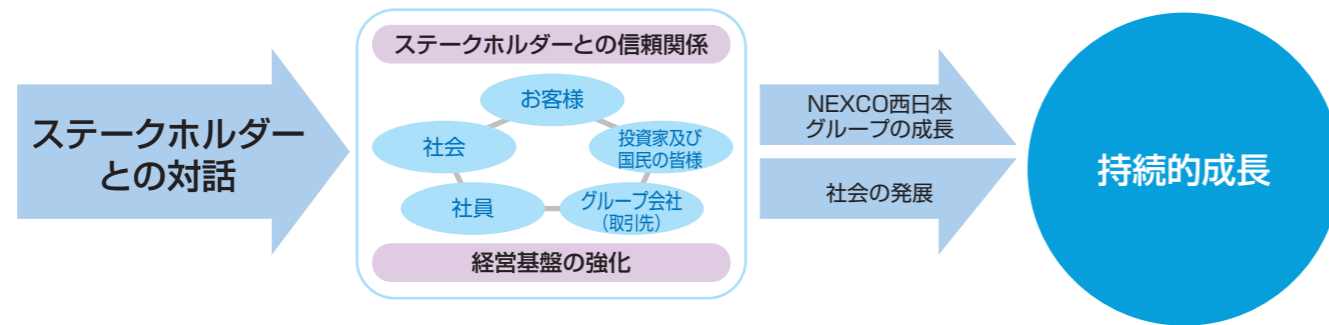 ステークホルダー
との対話
ステークホルダーとの信頼関係
お客様
社会
投資家及び
国民の皆様
社員
グループ会社
（取引先）
経営基盤の強化
NEXCO西日本
グループの成長
社会の発展
持続的成長